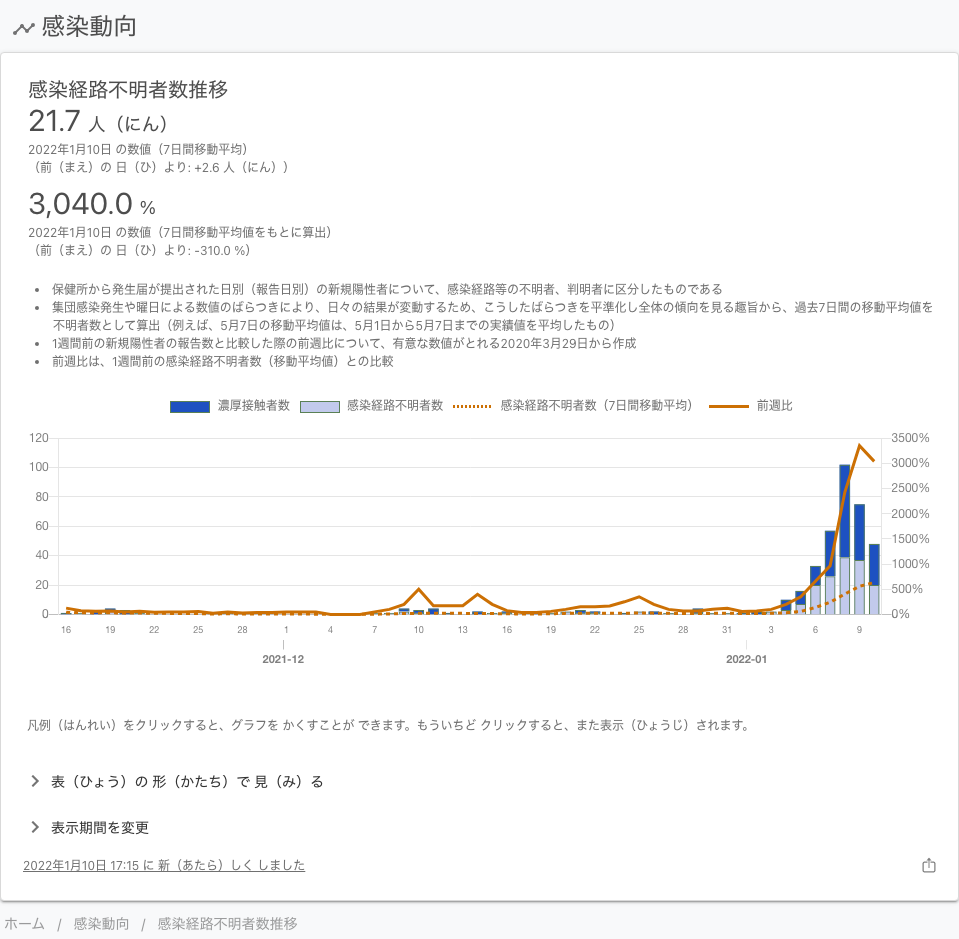 感染動向
感染経路不明者数推移
21.7 人（にん）
2022年1月10日 の数値（7日間移動平均）
（前（まえ）の 日（ひ）より: +2.6 人（にん））
3,040.0 %
2022年1月10日 の数値（7日間移動平均値をもとに算出）
（前（まえ）の 日（ひ）より: -310.0 %）
• 保健所から発生届が提出された日別（報告日別）の新規陽性者について、感染経路等の不明者、判明者に区分したものである
• 集団感染発生や曜日による数値のばらつきにより、日々の結果が変動するため、こうしたばらつきを平準化し全体の傾向を見る趣旨から、過去7日間の移動平均値を
不明者数として算出（例えば、5月7日の移動平均値は、5月1日から5月7日までの実績値を平均したもの）
• 1週間前の新規陽性者の報告数と比較した際の前週比について、有意な数値がとれる2020年3月29日から作成
• 前週比は、1週間前の感染経路不明者数（移動平均値）との比較
濃厚接触者数 感染経路不明者数 感染経路不明者数（7日間移動平均） 前週比
120 3500%
100 3000%
80 2500%
2000%
60 1500%
40 1000%
20 500%
0 0%
16 19 22 25 28 1 4 7 10 13 16 19 22 25 28 31 3 6 9
2021-12 2022-01
凡例（はんれい）をクリックすると、グラフを かくすことが できます。もういちど クリックすると、また表示（ひょうじ）されます。
表（ひょう）の 形（かたち）で 見（み）る
表示期間を変更
2022年1月10日 17:15 に 新（あたら）しく しました
ホーム / 感染動向 / 感染経路不明者数推移